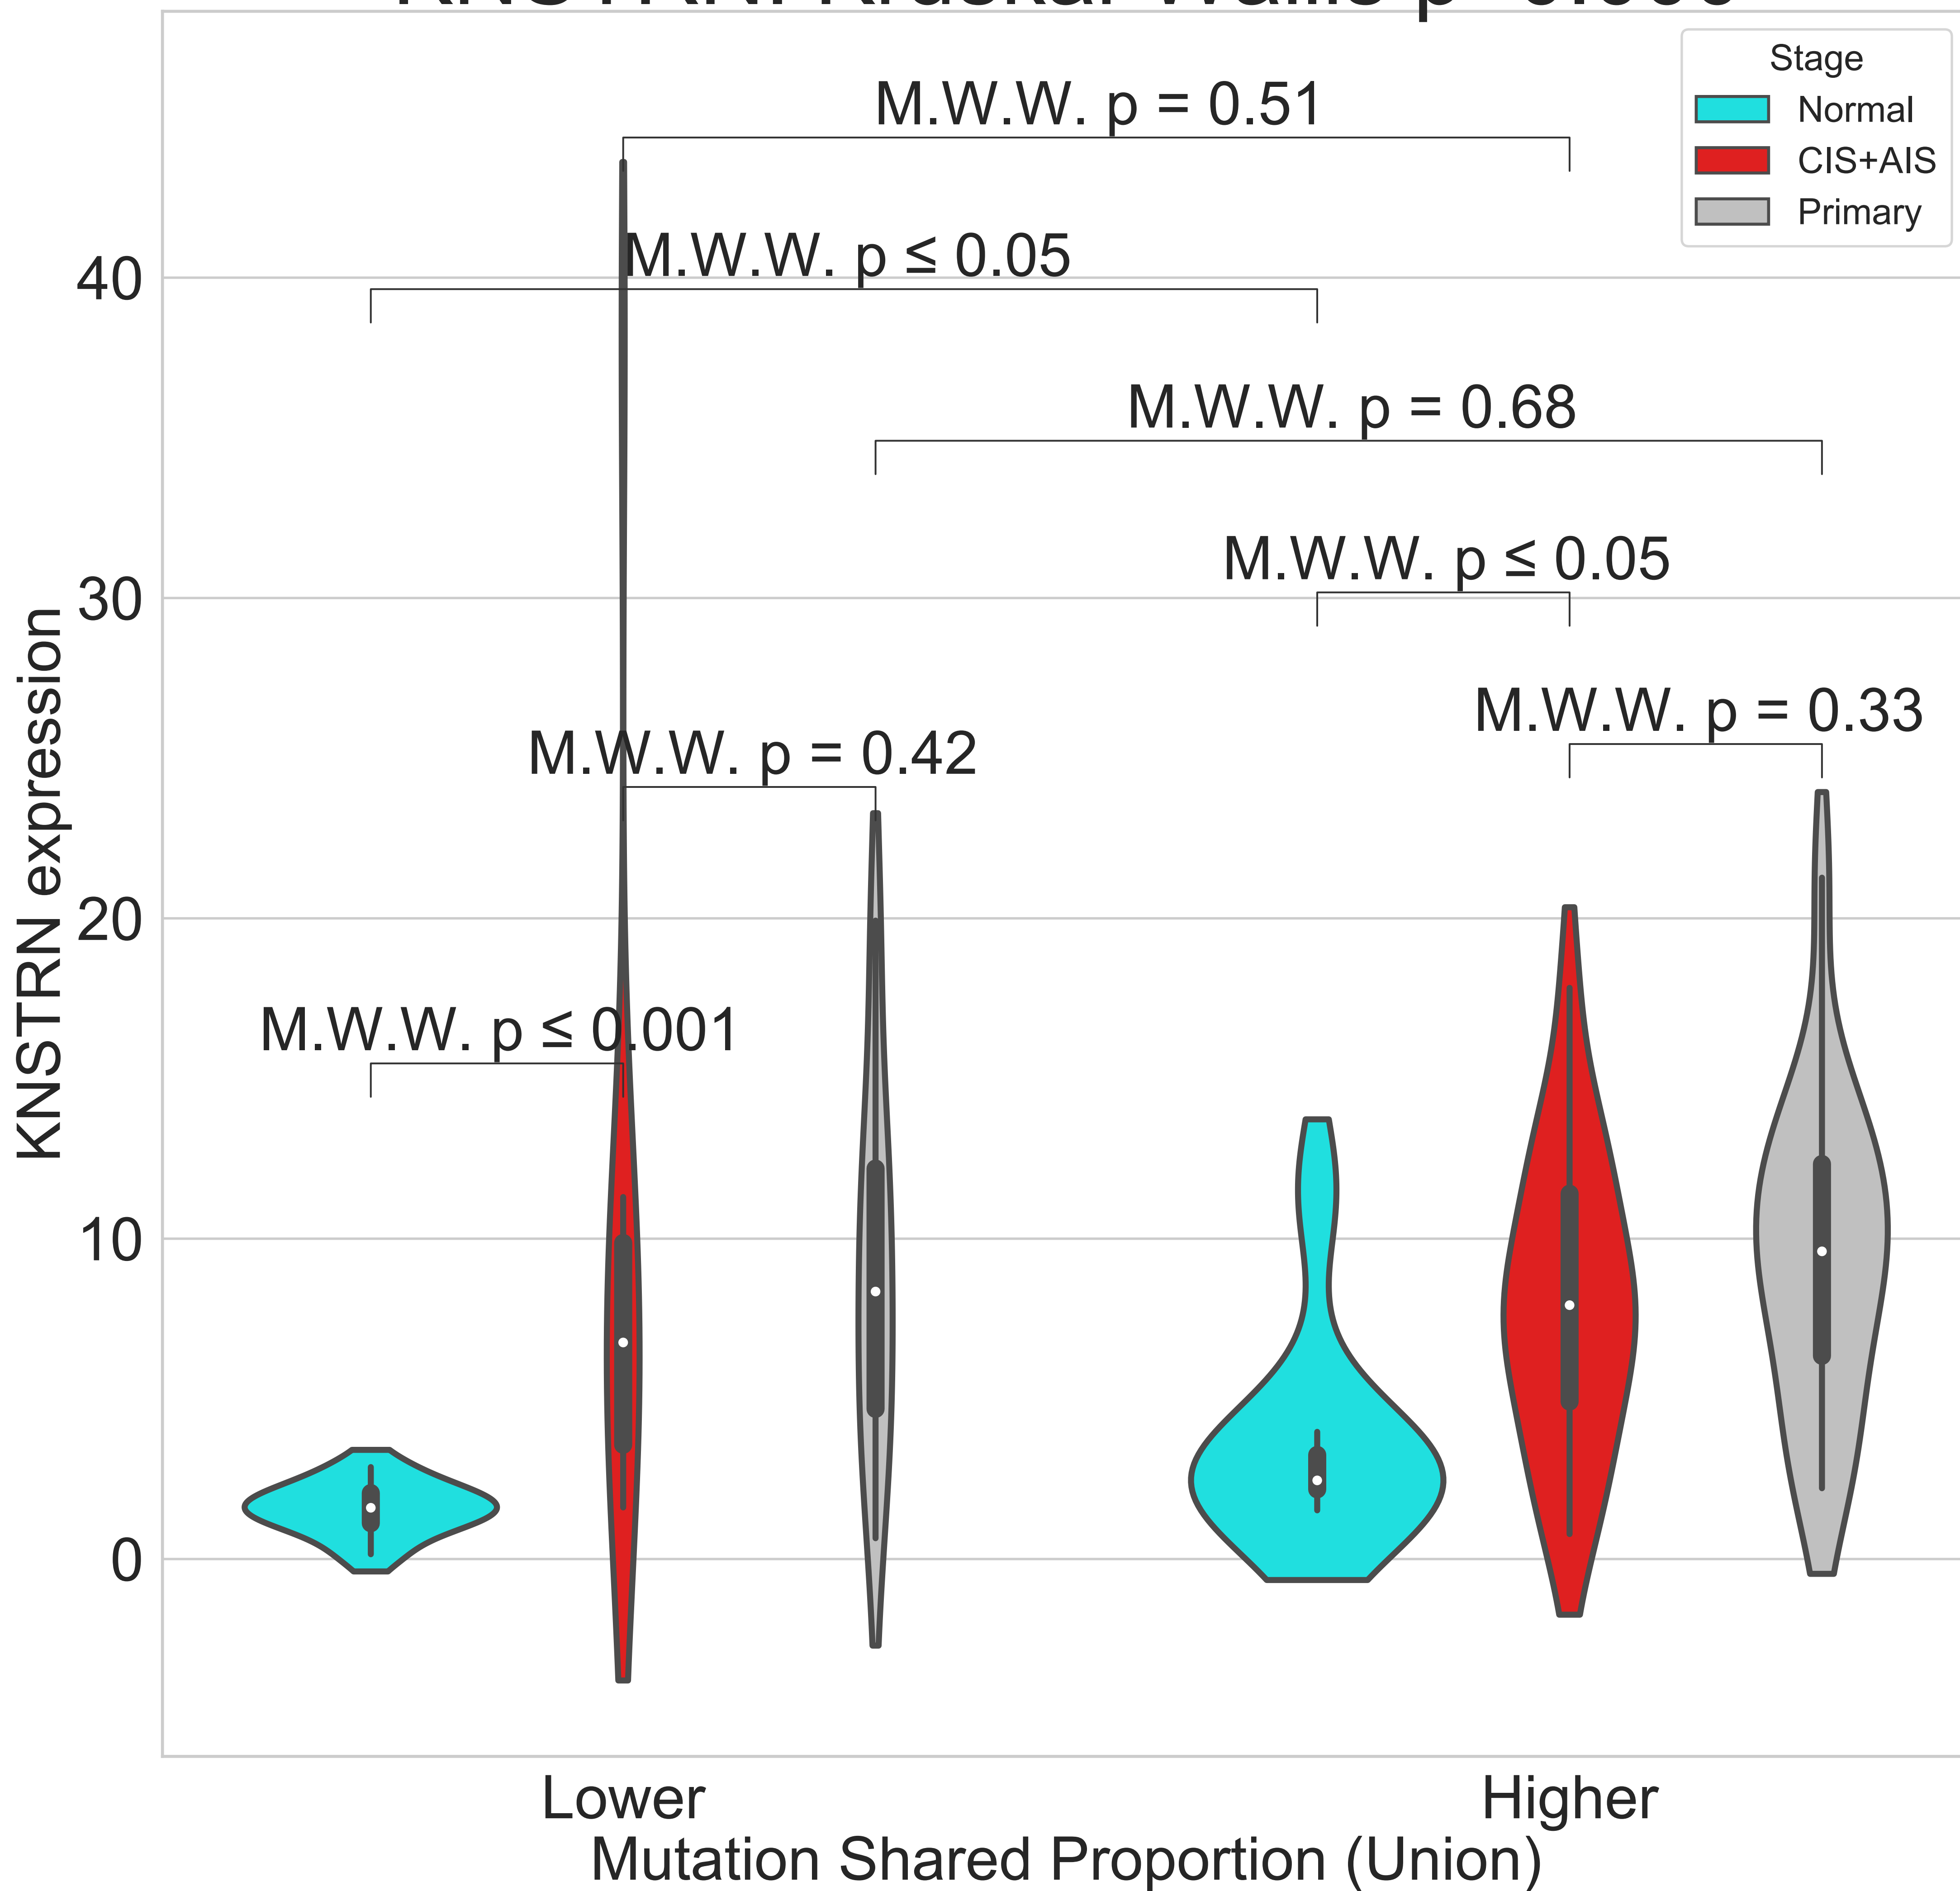 Stage
Normal
CIS+AIS
Primary
M.W.W. p = 0.51
M.W.W. p ≤ 0.05
M.W.W. p = 0.68
M.W.W. p ≤ 0.05
M.W.W. p = 0.33
M.W.W. p = 0.42
M.W.W. p ≤ 0.001
KNSTRN expression
40
30
20
10
0
Lower
Higher
Mutation Shared Proportion (Union)